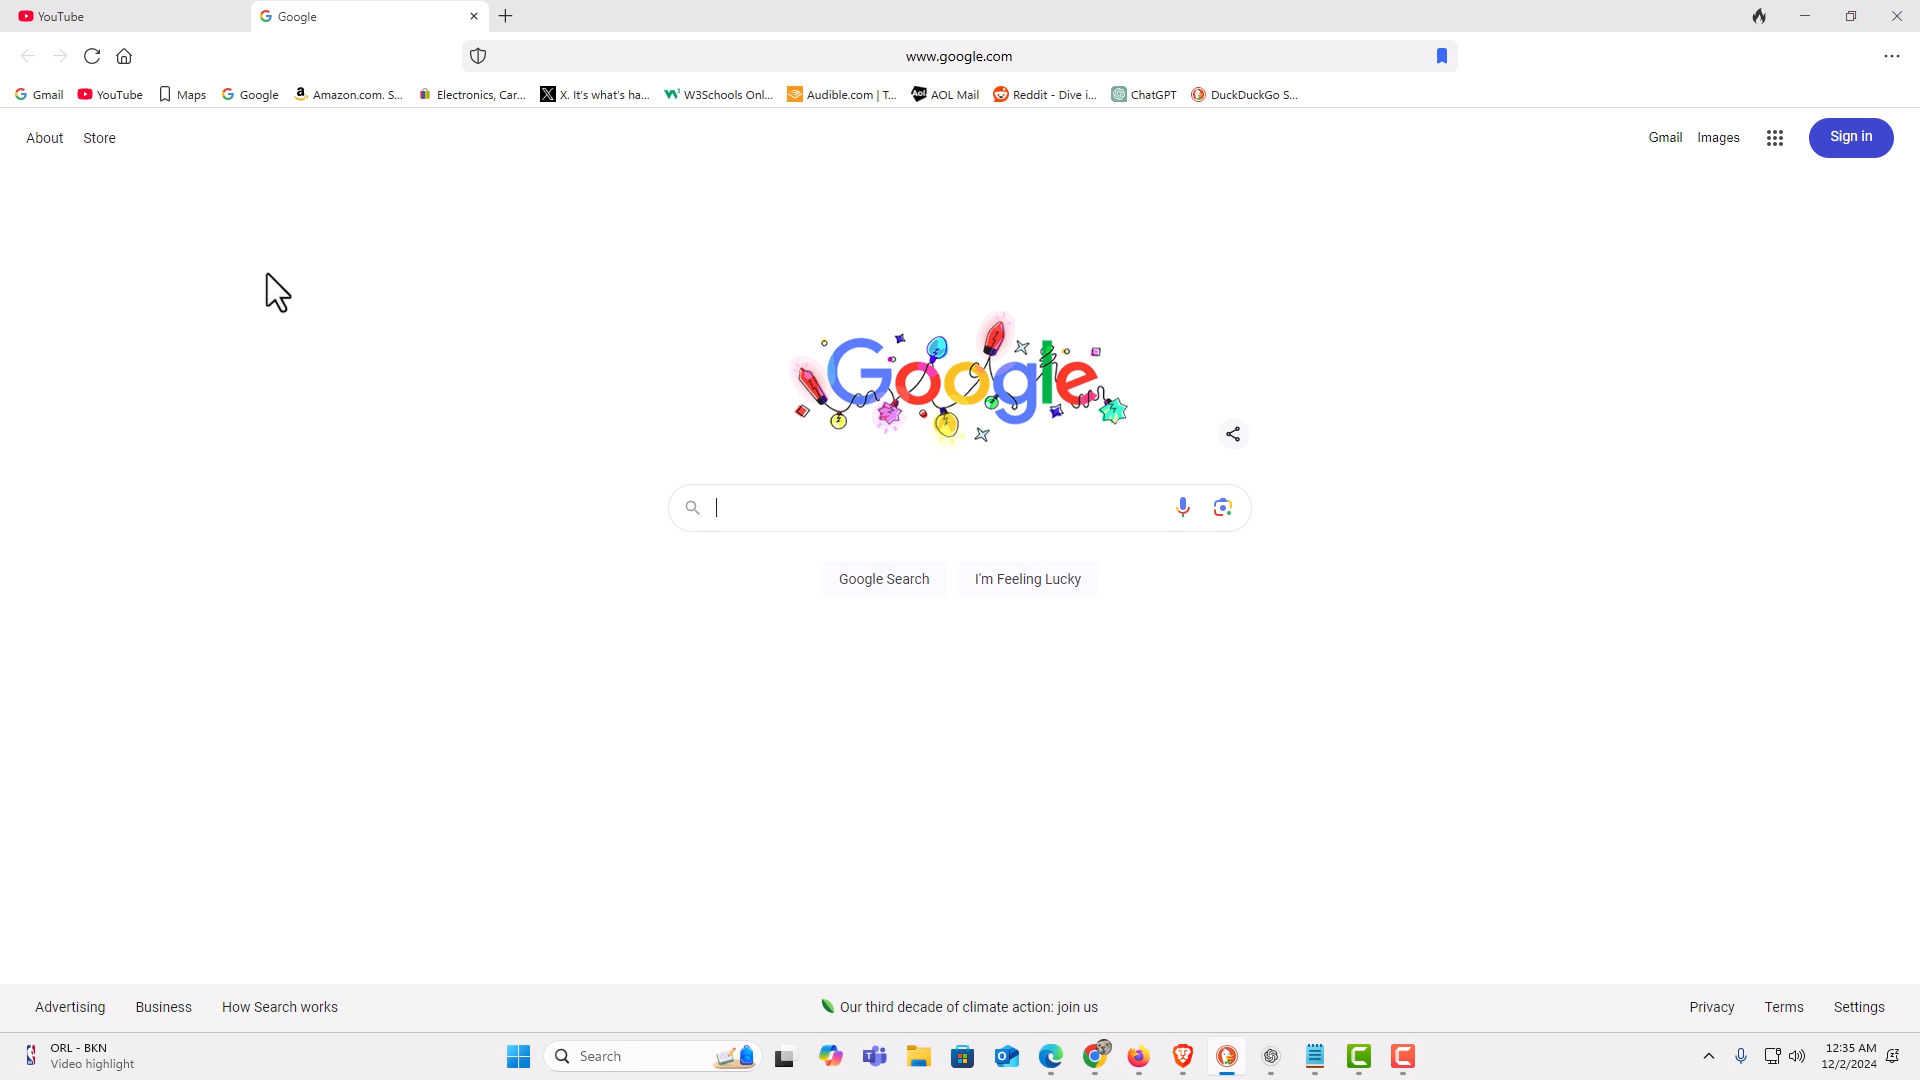 YouTube
Google
www.google.com
Gmail YouTube Maps Google Amazon.com. S... Electronics, Car... X. It's what's ha... W3Schools Onl... Audible.com | T... AOL Mail Reddit - Dive i... ChatGPT DuckDuckGo S...
About Store
Gmail Images Sign in
Google
Google Search I'm Feeling Lucky
Advertising Business How Search works
Our third decade of climate action: join us
Privacy Terms Settings
ORL - BKN
Video highlight
Search
12:35 AM
12/2/2024